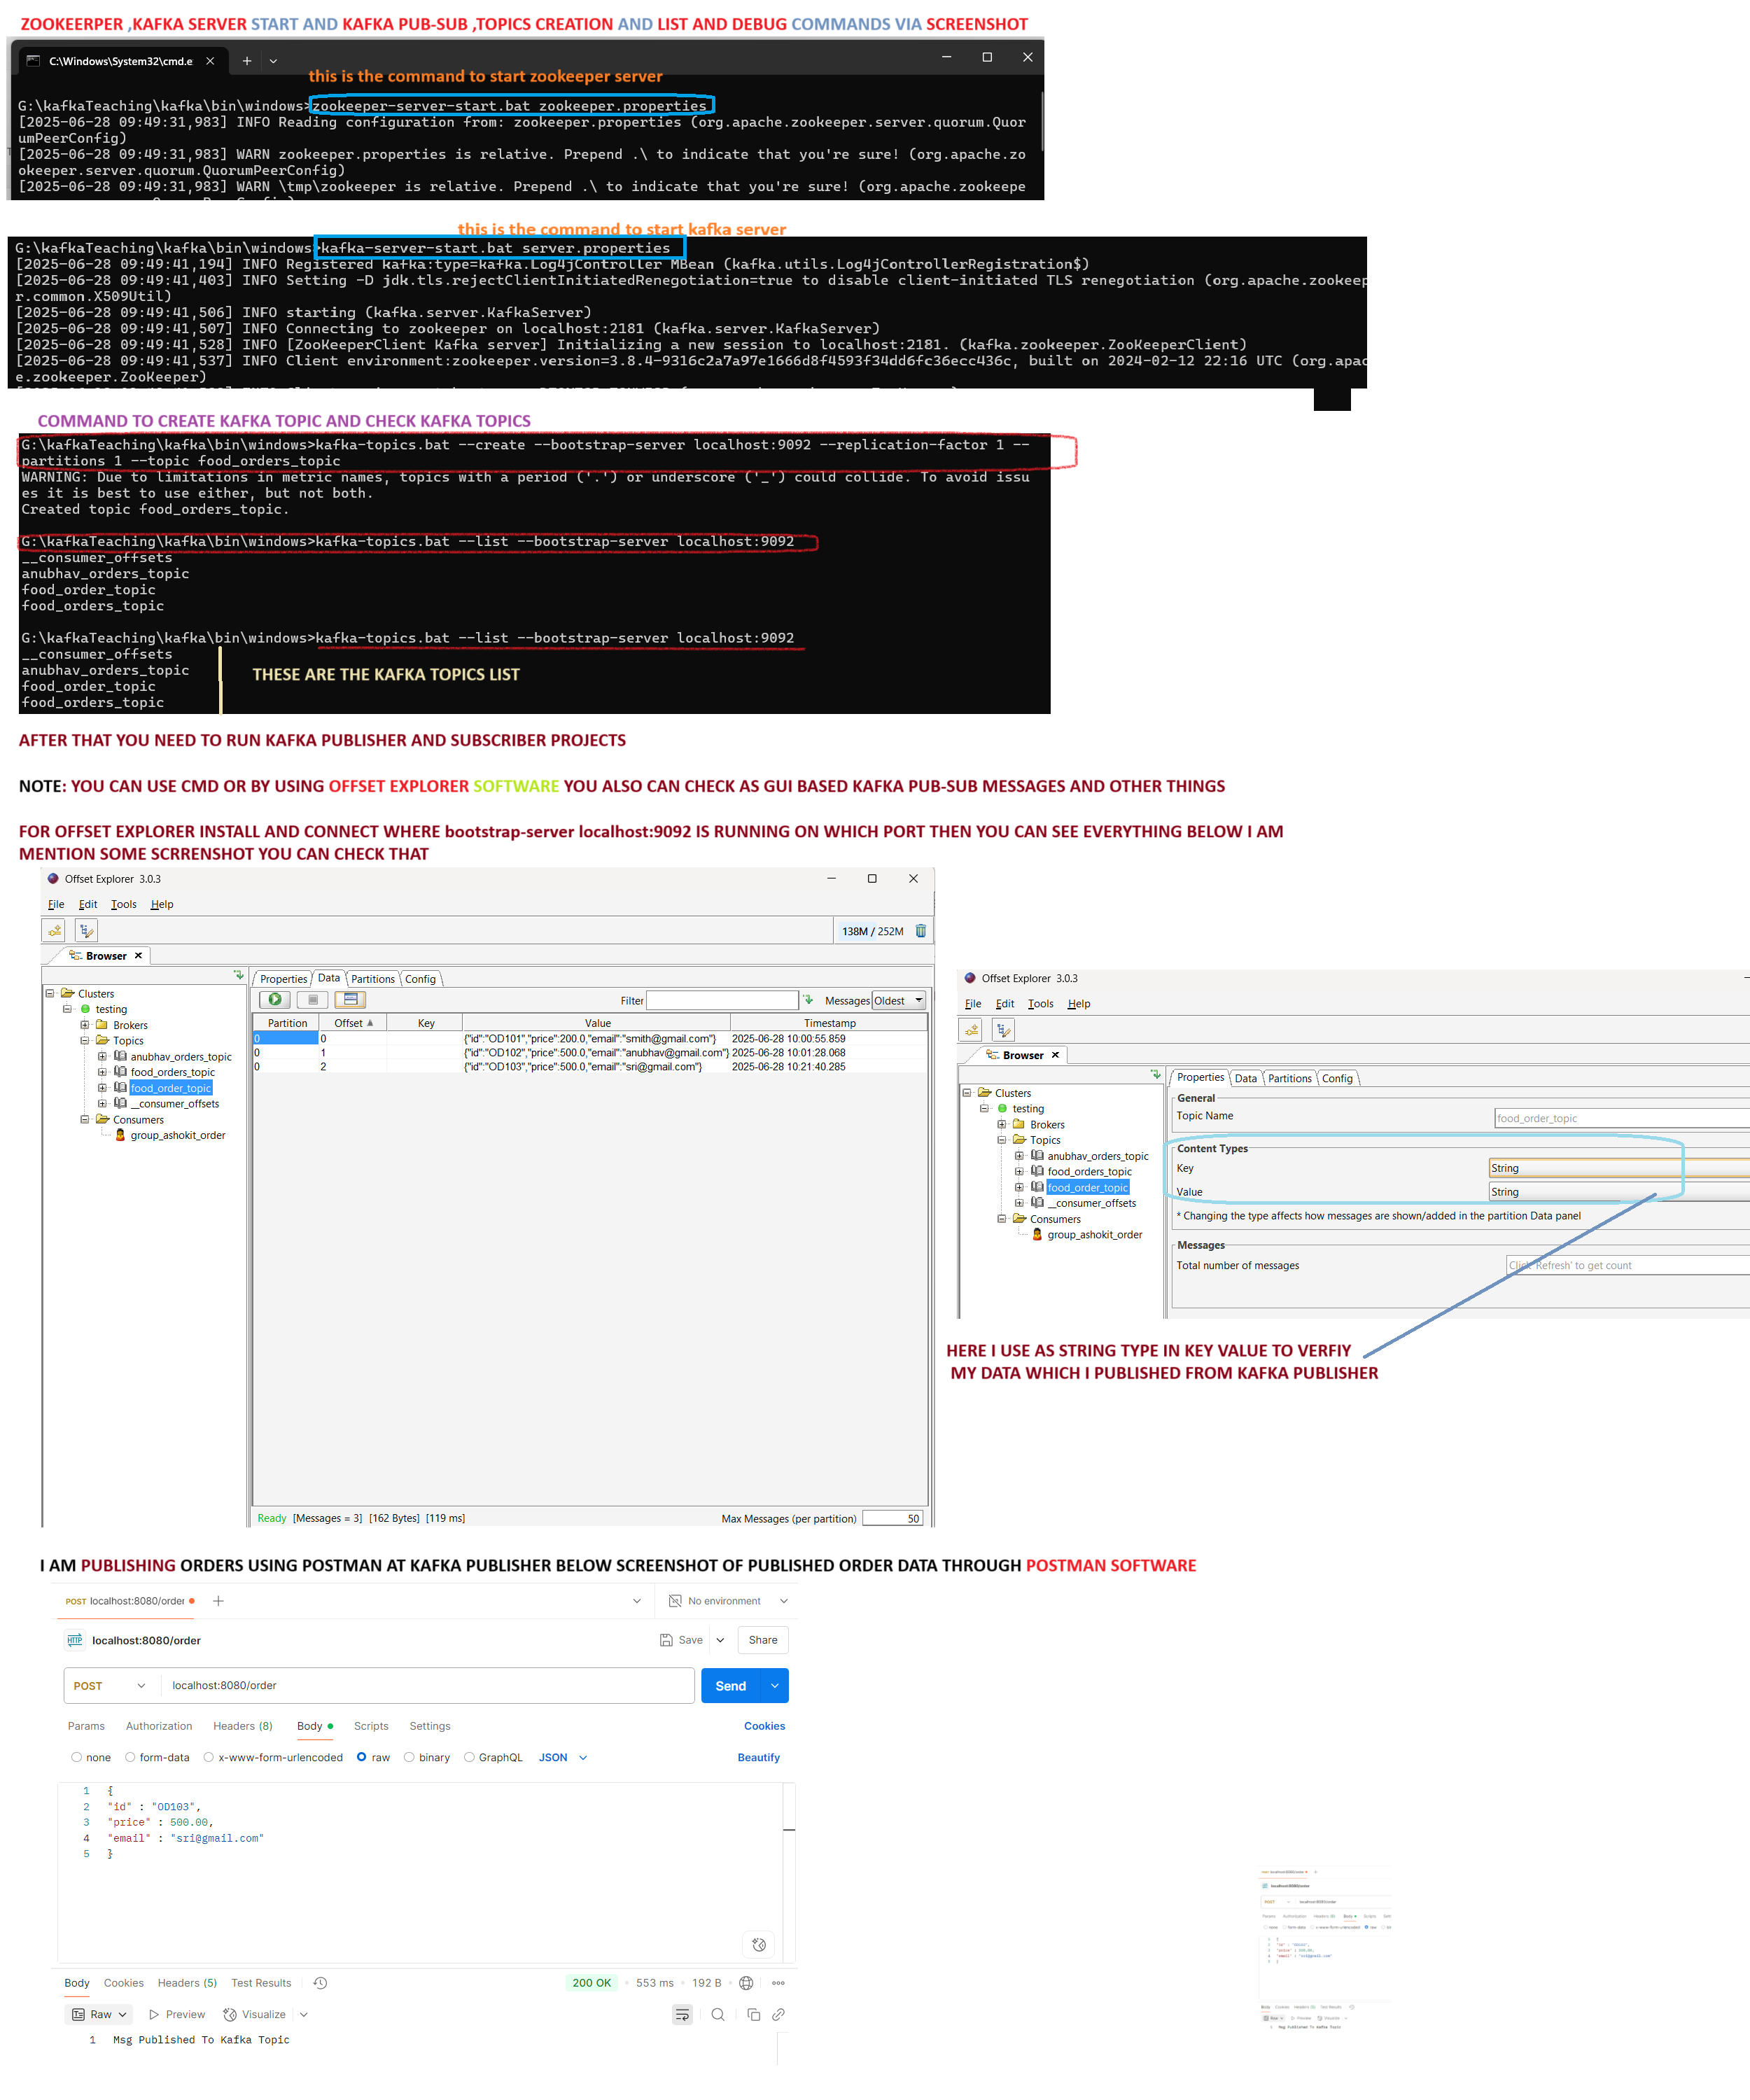 ZOOKEERPER ,KAFKA SERVER START AND KAFKA PUB-SUB ,TOPICS CREATION AND LIST AND DEBUG COMMANDS VIA SCREENSHOT
C:\Windows\System32\cmd.e
this is the command to start zookeeper server
G:\kafkaTeaching\kafka\bin\windows>zookeeper-server-start.bat zookeeper.properties
[2025-06-28 09:49:31,983] INFO Reading configuration from: zookeeper.properties (org.apache.zookeeper.server.quorum.Quor
umPeerConfig)
[2025-06-28 09:49:31,983] WARN zookeeper.properties is relative. Prepend .\ to indicate that you're sure! (org.apache.zo
okeeper.server.quorum.QuorumPeerConfig)
[2025-06-28 09:49:31,983] WARN \tmp\zookeeper is relative. Prepend .\ to indicate that you're sure! (org.apache.zookeepe
this is the command to start kafka server
G:\kafkaTeaching\kafka\bin\windows>kafka-server-start.bat server.properties
[2025-06-28 09:49:41,194] INFO Registered kafka:type=kafka.Log4jController MBean (kafka.utils.Log4jControllerRegistration$)
[2025-06-28 09:49:41,403] INFO Setting -D jdk.tls.rejectClientInitiatedRenegotiation=true to disable client-initiated TLS renegotiation (org.apache.zookeep
r.common.X509Util)
[2025-06-28 09:49:41,506] INFO starting (kafka.server.KafkaServer)
[2025-06-28 09:49:41,507] INFO Connecting to zookeeper on localhost:2181 (kafka.server.KafkaServer)
[2025-06-28 09:49:41,528] INFO [ZooKeeperClient Kafka server] Initializing a new session to localhost:2181. (kafka.zookeeper.ZooKeeperClient)
[2025-06-28 09:49:41,537] INFO Client environment:zookeeper.version=3.8.4-9316c2a7a97e1666d8f4593f34dd6fc36ecc436c, built on 2024-02-12 22:16 UTC (org.apac
e.zookeeper.ZooKeeper)
COMMAND TO CREATE KAFKA TOPIC AND CHECK KAFKA TOPICS
G:\kafkaTeaching\kafka\bin\windows>kafka-topics.bat --create --bootstrap-server localhost:9092 --replication-factor 1 --
partitions 1 --topic food_orders_topic
WARNING: Due to limitations in metric names, topics with a period ('.') or underscore ('_') could collide. To avoid issu
es it is best to use either, but not both.
Created topic food_orders_topic.
G:\kafkaTeaching\kafka\bin\windows>kafka-topics.bat --list --bootstrap-server localhost:9092
__consumer_offsets
anubhav_orders_topic
food_order_topic
food_orders_topic
G:\kafkaTeaching\kafka\bin\windows>kafka-topics.bat --list --bootstrap-server localhost:9092
__consumer_offsets
anubhav_orders_topic
food_order_topic
food_orders_topic
THESE ARE THE KAFKA TOPICS LIST
AFTER THAT YOU NEED TO RUN KAFKA PUBLISHER AND SUBSCRIBER PROJECTS
NOTE: YOU CAN USE CMD OR BY USING OFFSET EXPLORER SOFTWARE YOU ALSO CAN CHECK AS GUI BASED KAFKA PUB-SUB MESSAGES AND OTHER THINGS
FOR OFFSET EXPLORER INSTALL AND CONNECT WHERE bootstrap-server localhost:9092 IS RUNNING ON WHICH PORT THEN YOU CAN SEE EVERYTHING BELOW I AM
MENTION SOME SCRRENSHOT YOU CAN CHECK THAT
Offset Explorer 3.0.3
File Edit Tools Help
138M / 252M
Browser
Clusters
testing
Brokers
Topics
anubhav_orders_topic
food_orders_topic
food_order_topic
__consumer_offsets
Consumers
group_ashokit_order
Properties Data Partitions Config
Filter Messages Oldest
Partition Offset Key Value Timestamp
0 0 {"id":"OD101","price":200.0,"email":"smith@gmail.com"} 2025-06-28 10:00:55.859
0 1 {"id":"OD102","price":500.0,"email":"anubhav@gmail.com"} 2025-06-28 10:01:28.068
0 2 {"id":"OD103","price":500.0,"email":"sri@gmail.com"} 2025-06-28 10:21:40.285
Ready [Messages = 3] [162 Bytes] [119 ms] Max Messages (per partition) 50
Offset Explorer 3.0.3
File Edit Tools Help
Browser
Clusters
testing
Brokers
Topics
anubhav_orders_topic
food_orders_topic
food_order_topic
__consumer_offsets
Consumers
group_ashokit_order
Properties Data Partitions Config
General
Topic Name food_order_topic
Content Types
Key String
Value String
* Changing the type affects how messages are shown/added in the partition Data panel
Messages
Total number of messages Click 'Refresh' to get count
HERE I USE AS STRING TYPE IN KEY VALUE TO VERFIY
MY DATA WHICH I PUBLISHED FROM KAFKA PUBLISHER
I AM PUBLISHING ORDERS USING POSTMAN AT KAFKA PUBLISHER BELOW SCREENSHOT OF PUBLISHED ORDER DATA THROUGH POSTMAN SOFTWARE
POST localhost:8080/order No environment
HTTP localhost:8080/order Save Share
POST localhost:8080/order Send
Params Authorization Headers (8) Body Scripts Settings Cookies
none form-data x-www-form-urlencoded raw binary GraphQL JSON Beautify
1 {
2 "id" : "OD103",
3 "price" : 500.00,
4 "email" : "sri@gmail.com"
5 }
Body Cookies Headers (5) Test Results 200 OK 553 ms 192 B
Raw Preview Visualize
1 Msg Published To Kafka Topic